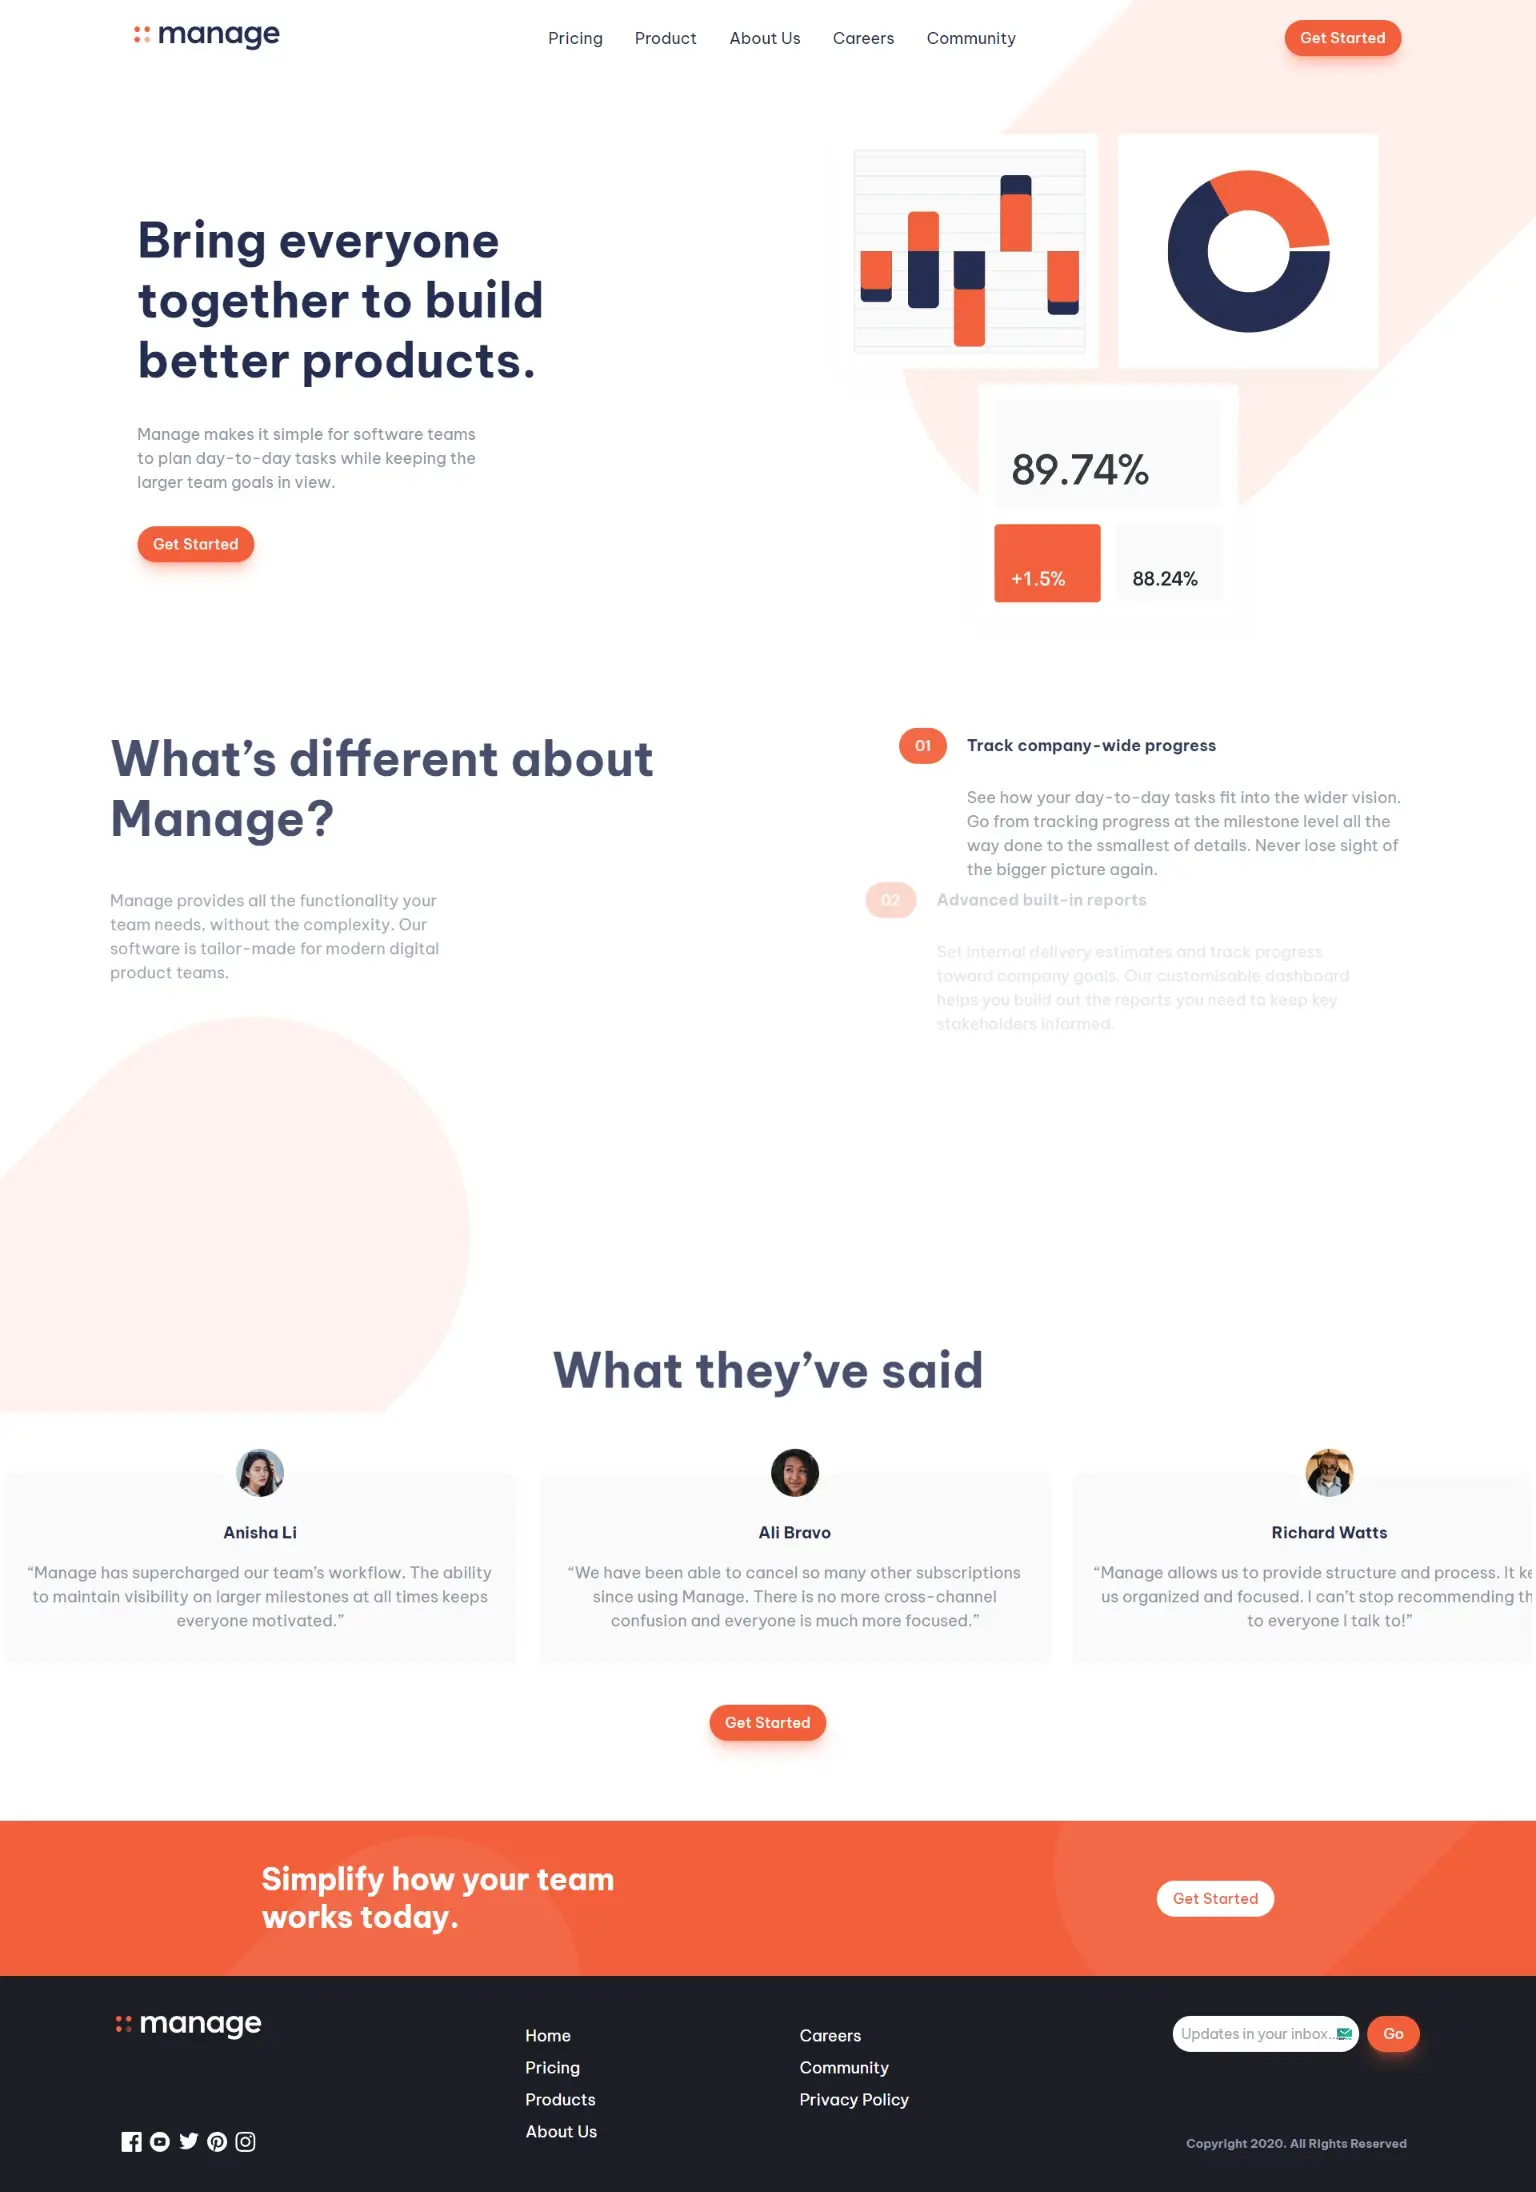 manage
Pricing
Product
About Us
Careers
Community
Get Started
Bring everyone
together to build
better products.
Manage makes it simple for software teams
to plan day-to-day tasks while keeping the
larger team goals in view.
Get Started
89.74%
+1.5%
88.24%
What’s different about
Manage?
Manage provides all the functionality your
team needs, without the complexity. Our
software is tailor-made for modern digital
product teams.
01
Track company-wide progress
See how your day-to-day tasks fit into the wider vision.
Go from tracking progress at the milestone level all the
way done to the ssmallest of details. Never lose sight of
the bigger picture again.
02
Advanced built-in reports
Set internal delivery estimates and track progress
toward company goals. Our customisable dashboard
helps you build out the reports you need to keep key
stakeholders informed.
What they’ve said
Anisha Li
“Manage has supercharged our team’s workflow. The ability
to maintain visibility on larger milestones at all times keeps
everyone motivated.”
Ali Bravo
“We have been able to cancel so many other subscriptions
since using Manage. There is no more cross-channel
confusion and everyone is much more focused.”
Richard Watts
“Manage allows us to provide structure and process. It ke
us organized and focused. I can’t stop recommending th
to everyone I talk to!”
Get Started
Simplify how your team
works today.
Get Started
manage
Home
Pricing
Products
About Us
Careers
Community
Privacy Policy
Updates in your inbox...
Go
Copyright 2020. All Rights Reserved